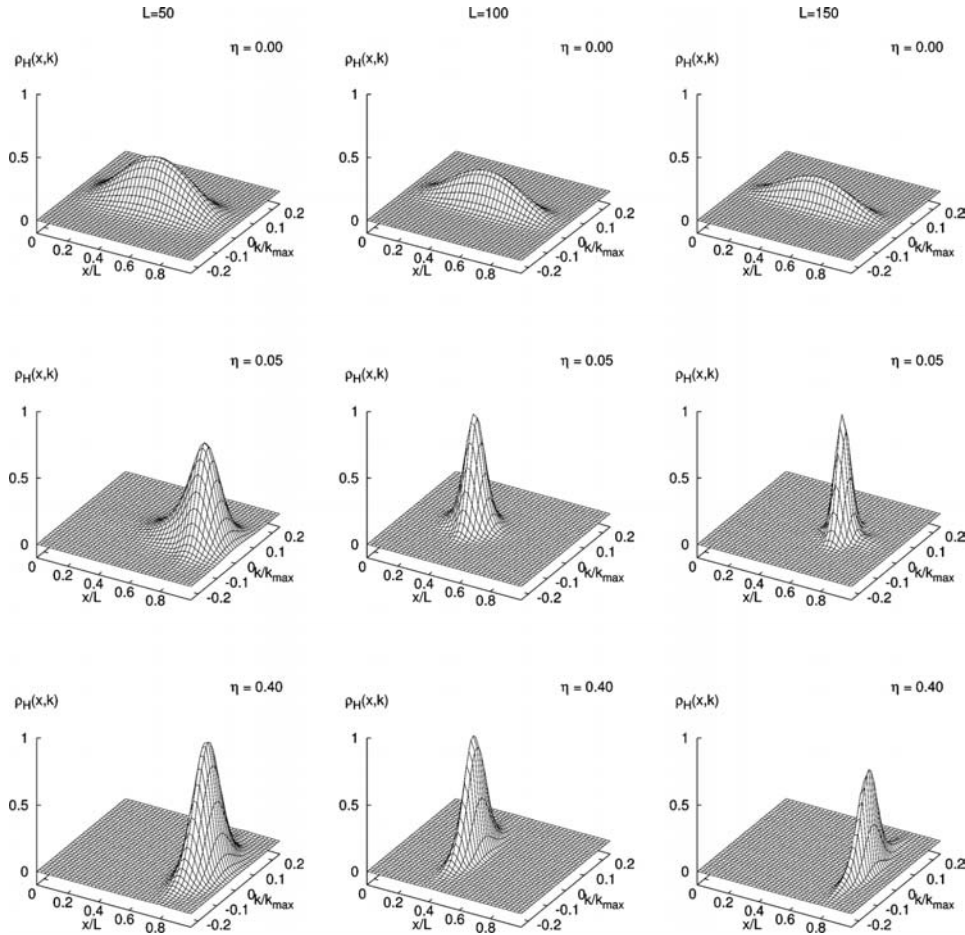 L=50 L=100 L=150
η = 0.00 η = 0.00 η = 0.00
ρH(x,k) ρH(x,k) ρH(x,k)
1 1 1
0.5 0.5 0.5
0 0 0
0.2 0.2 0.2
0.1 0.1 0.1
0 0.2 0.4 0.6 0.8 0 0.2 0.4 0.6 0.8 0 0.2 0.4 0.6 0.8
-0.2 -0.1 0 -0.2 -0.1 0 -0.2 -0.1 0
x/L k/kmax x/L k/kmax x/L k/kmax
η = 0.05 η = 0.05 η = 0.05
ρH(x,k) ρH(x,k) ρH(x,k)
1 1 1
0.5 0.5 0.5
0 0 0
0.2 0.2 0.2
0.1 0.1 0.1
0 0.2 0.4 0.6 0.8 0 0.2 0.4 0.6 0.8 0 0.2 0.4 0.6 0.8
-0.2 -0.1 0 -0.2 -0.1 0 -0.2 -0.1 0
x/L k/kmax x/L k/kmax x/L k/kmax
η = 0.40 η = 0.40 η = 0.40
ρH(x,k) ρH(x,k) ρH(x,k)
1 1 1
0.5 0.5 0.5
0 0 0
0.2 0.2 0.2
0.1 0.1 0.1
0 0.2 0.4 0.6 0.8 0 0.2 0.4 0.6 0.8 0 0.2 0.4 0.6 0.8
-0.2 -0.1 0 -0.2 -0.1 0 -0.2 -0.1 0
x/L k/kmax x/L k/kmax x/L k/kmax